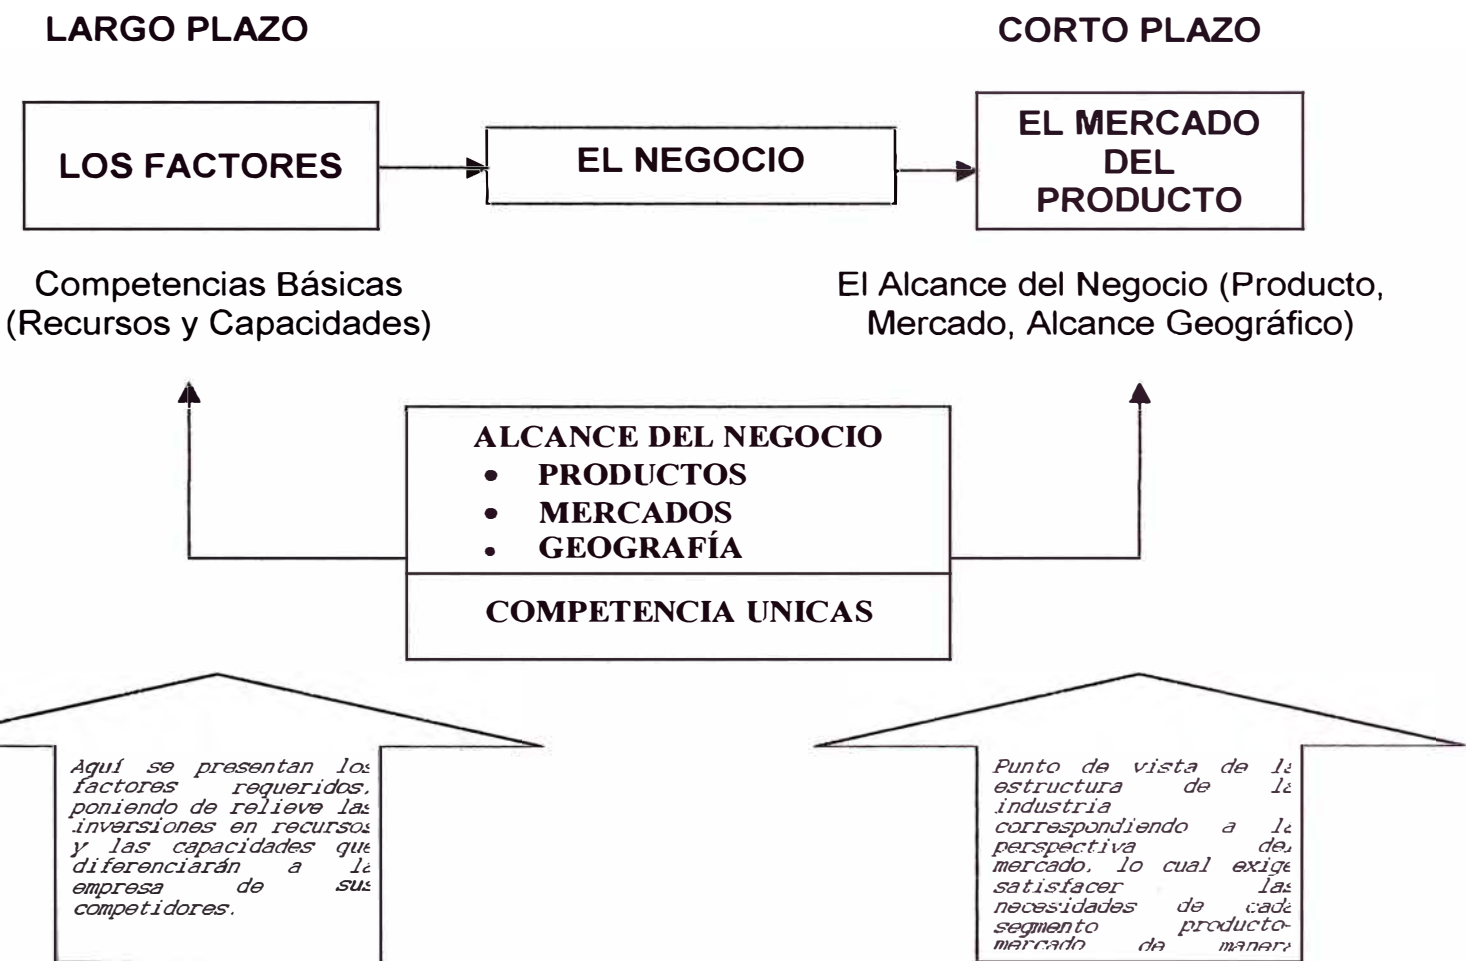 LARGO PLAZO
CORTO PLAZO
LOS FACTORES
EL NEGOCIO
EL MERCADO
DEL
PRODUCTO
Competencias Básicas
(Recursos y Capacidades)
El Alcance del Negocio (Producto,
Mercado, Alcance Geográfico)
ALCANCE DEL NEGOCIO
• PRODUCTOS
• MERCADOS
• GEOGRAFÍA
COMPETENCIA UNICAS
Aquí se presentan los
factores requeridos,
poniendo de relieve las
inversiones en recursos
y las capacidades que
diferenciarán a la
empresa de sus
competidores.
Punto de vista de la
estructura de la
industria
correspondiendo a la
perspectiva del
mercado, lo cual exige
satisfacer las
necesidades de cada
segmento producto-
mercado de manera